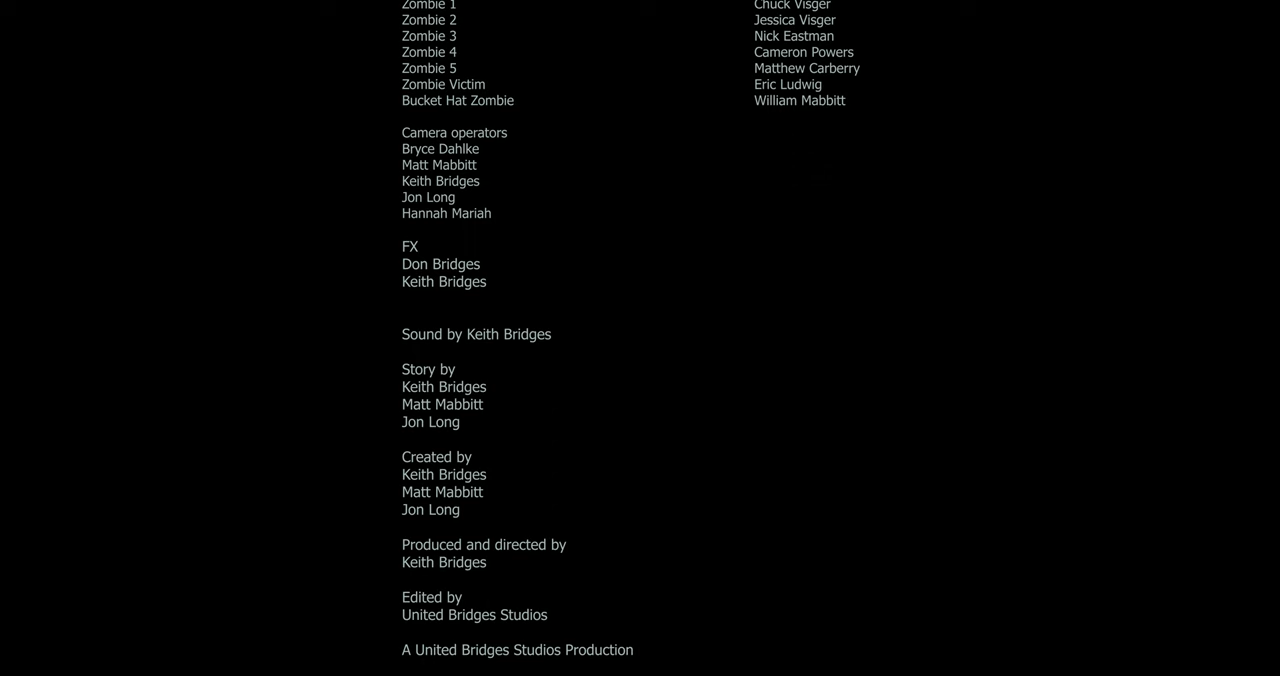 Zombie 1 Chuck Visger
Zombie 2 Jessica Visger
Zombie 3 Nick Eastman
Zombie 4 Cameron Powers
Zombie 5 Matthew Carberry
Zombie Victim Eric Ludwig
Bucket Hat Zombie William Mabbitt
Camera operators
Bryce Dahlke
Matt Mabbitt
Keith Bridges
Jon Long
Hannah Mariah
FX
Don Bridges
Keith Bridges
Sound by Keith Bridges
Story by
Keith Bridges
Matt Mabbitt
Jon Long
Created by
Keith Bridges
Matt Mabbitt
Jon Long
Produced and directed by
Keith Bridges
Edited by
United Bridges Studios
A United Bridges Studios Production